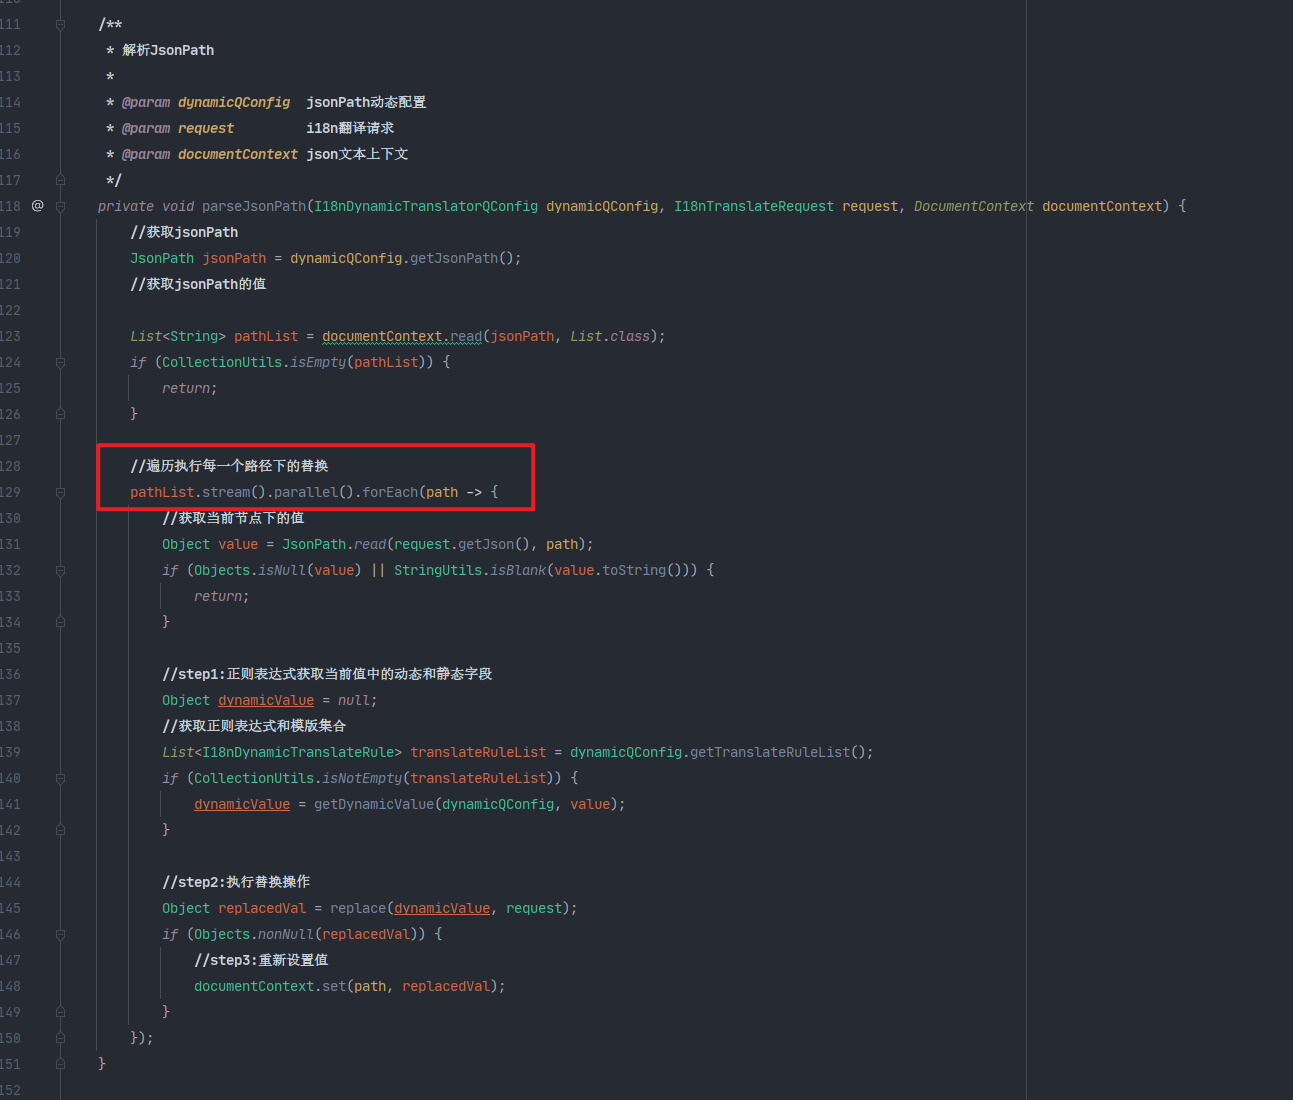 111 /**
112 * 解析JsonPath
113 *
114 * @param dynamicQConfig jsonPath动态配置
115 * @param request i18n翻译请求
116 * @param documentContext json文本上下文
117 */
118 @ private void parseJsonPath(I18nDynamicTranslatorQConfig dynamicQConfig, I18nTranslateRequest request, DocumentContext documentContext) {
119 //获取jsonPath
120 JsonPath jsonPath = dynamicQConfig.getJsonPath();
121 //获取jsonPath的值
122
123 List<String> pathList = documentContext.read(jsonPath, List.class);
124 if (CollectionUtils.isEmpty(pathList)) {
125 return;
126 }
127
128 //遍历执行每一个路径下的替换
129 pathList.stream().parallel().forEach(path -> {
130 //获取当前节点下的值
131 Object value = JsonPath.read(request.getJson(), path);
132 if (Objects.isNull(value) || StringUtils.isBlank(value.toString())) {
133 return;
134 }
135
136 //step1:正则表达式获取当前值中的动态和静态字段
137 Object dynamicValue = null;
138 //获取正则表达式和模版集合
139 List<I18nDynamicTranslateRule> translateRuleList = dynamicQConfig.getTranslateRuleList();
140 if (CollectionUtils.isNotEmpty(translateRuleList)) {
141 dynamicValue = getDynamicValue(dynamicQConfig, value);
142 }
143
144 //step2:执行替换操作
145 Object replacedVal = replace(dynamicValue, request);
146 if (Objects.nonNull(replacedVal)) {
147 //step3:重新设置值
148 documentContext.set(path, replacedVal);
149 }
150 });
151 }
152